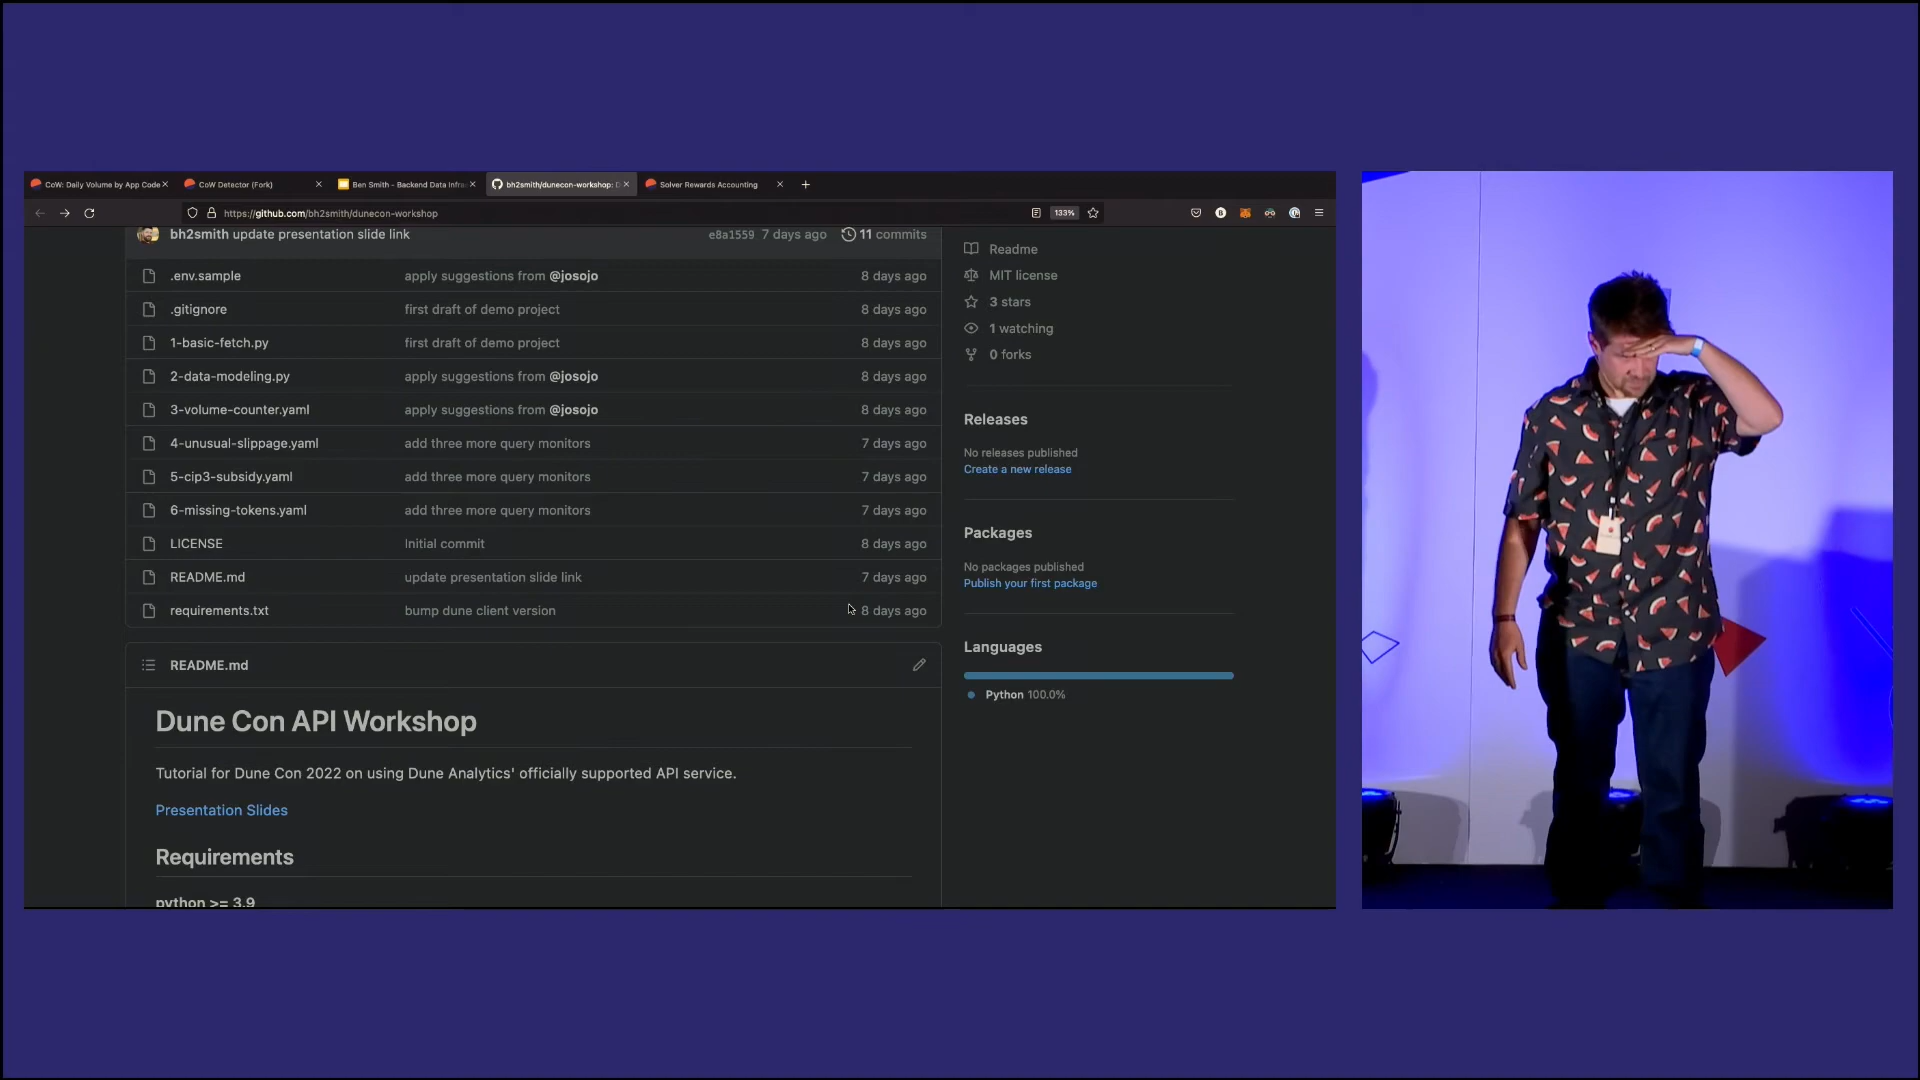 CoW: Daily Volume by App Code
CoW Detector (Fork)
Ben Smith - Backend Data Infra
bh2smith/dunecon-workshop: D
Solver Rewards Accounting
https://github.com/bh2smith/dunecon-workshop
133%
bh2smith update presentation slide link e8a1559 7 days ago 11 commits
.env.sample apply suggestions from @josojo 8 days ago
.gitignore first draft of demo project 8 days ago
1-basic-fetch.py first draft of demo project 8 days ago
2-data-modeling.py apply suggestions from @josojo 8 days ago
3-volume-counter.yaml apply suggestions from @josojo 8 days ago
4-unusual-slippage.yaml add three more query monitors 7 days ago
5-cip3-subsidy.yaml add three more query monitors 7 days ago
6-missing-tokens.yaml add three more query monitors 7 days ago
LICENSE Initial commit 8 days ago
README.md update presentation slide link 7 days ago
requirements.txt bump dune client version 8 days ago
README.md
Dune Con API Workshop
Tutorial for Dune Con 2022 on using Dune Analytics' officially supported API service.
Presentation Slides
Requirements
python >= 3.9
Readme
MIT license
3 stars
1 watching
0 forks
Releases
No releases published
Create a new release
Packages
No packages published
Publish your first package
Languages
Python 100.0%